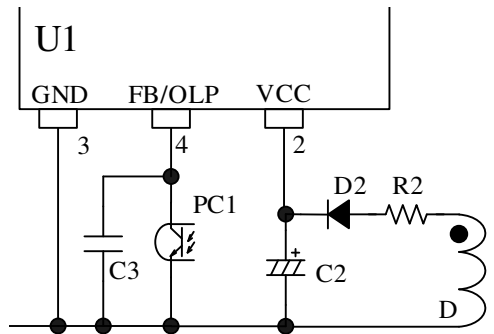 U1
GND FB/OLP VCC
3 4 2
D2 R2
PC1
+
C3 C2
D